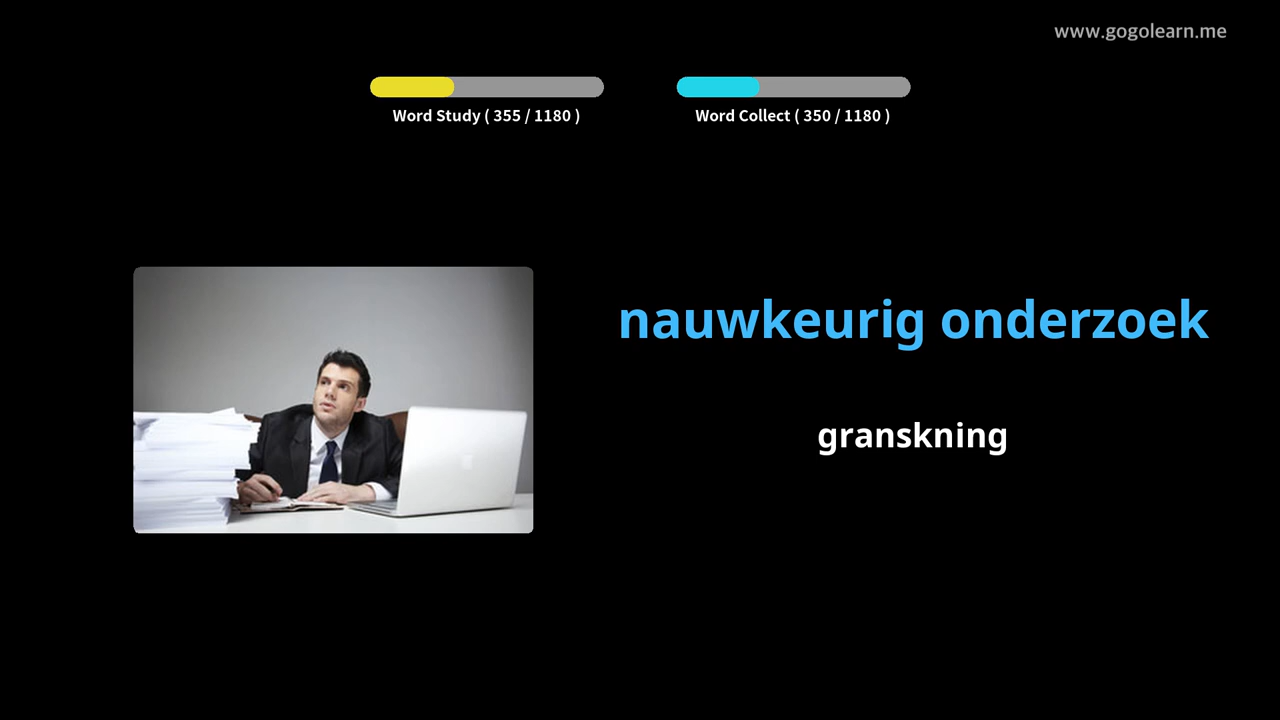 www.gogolearn.me
Word Study ( 355 / 1180 )
Word Collect ( 350 / 1180 )
nauwkeurig onderzoek
granskning